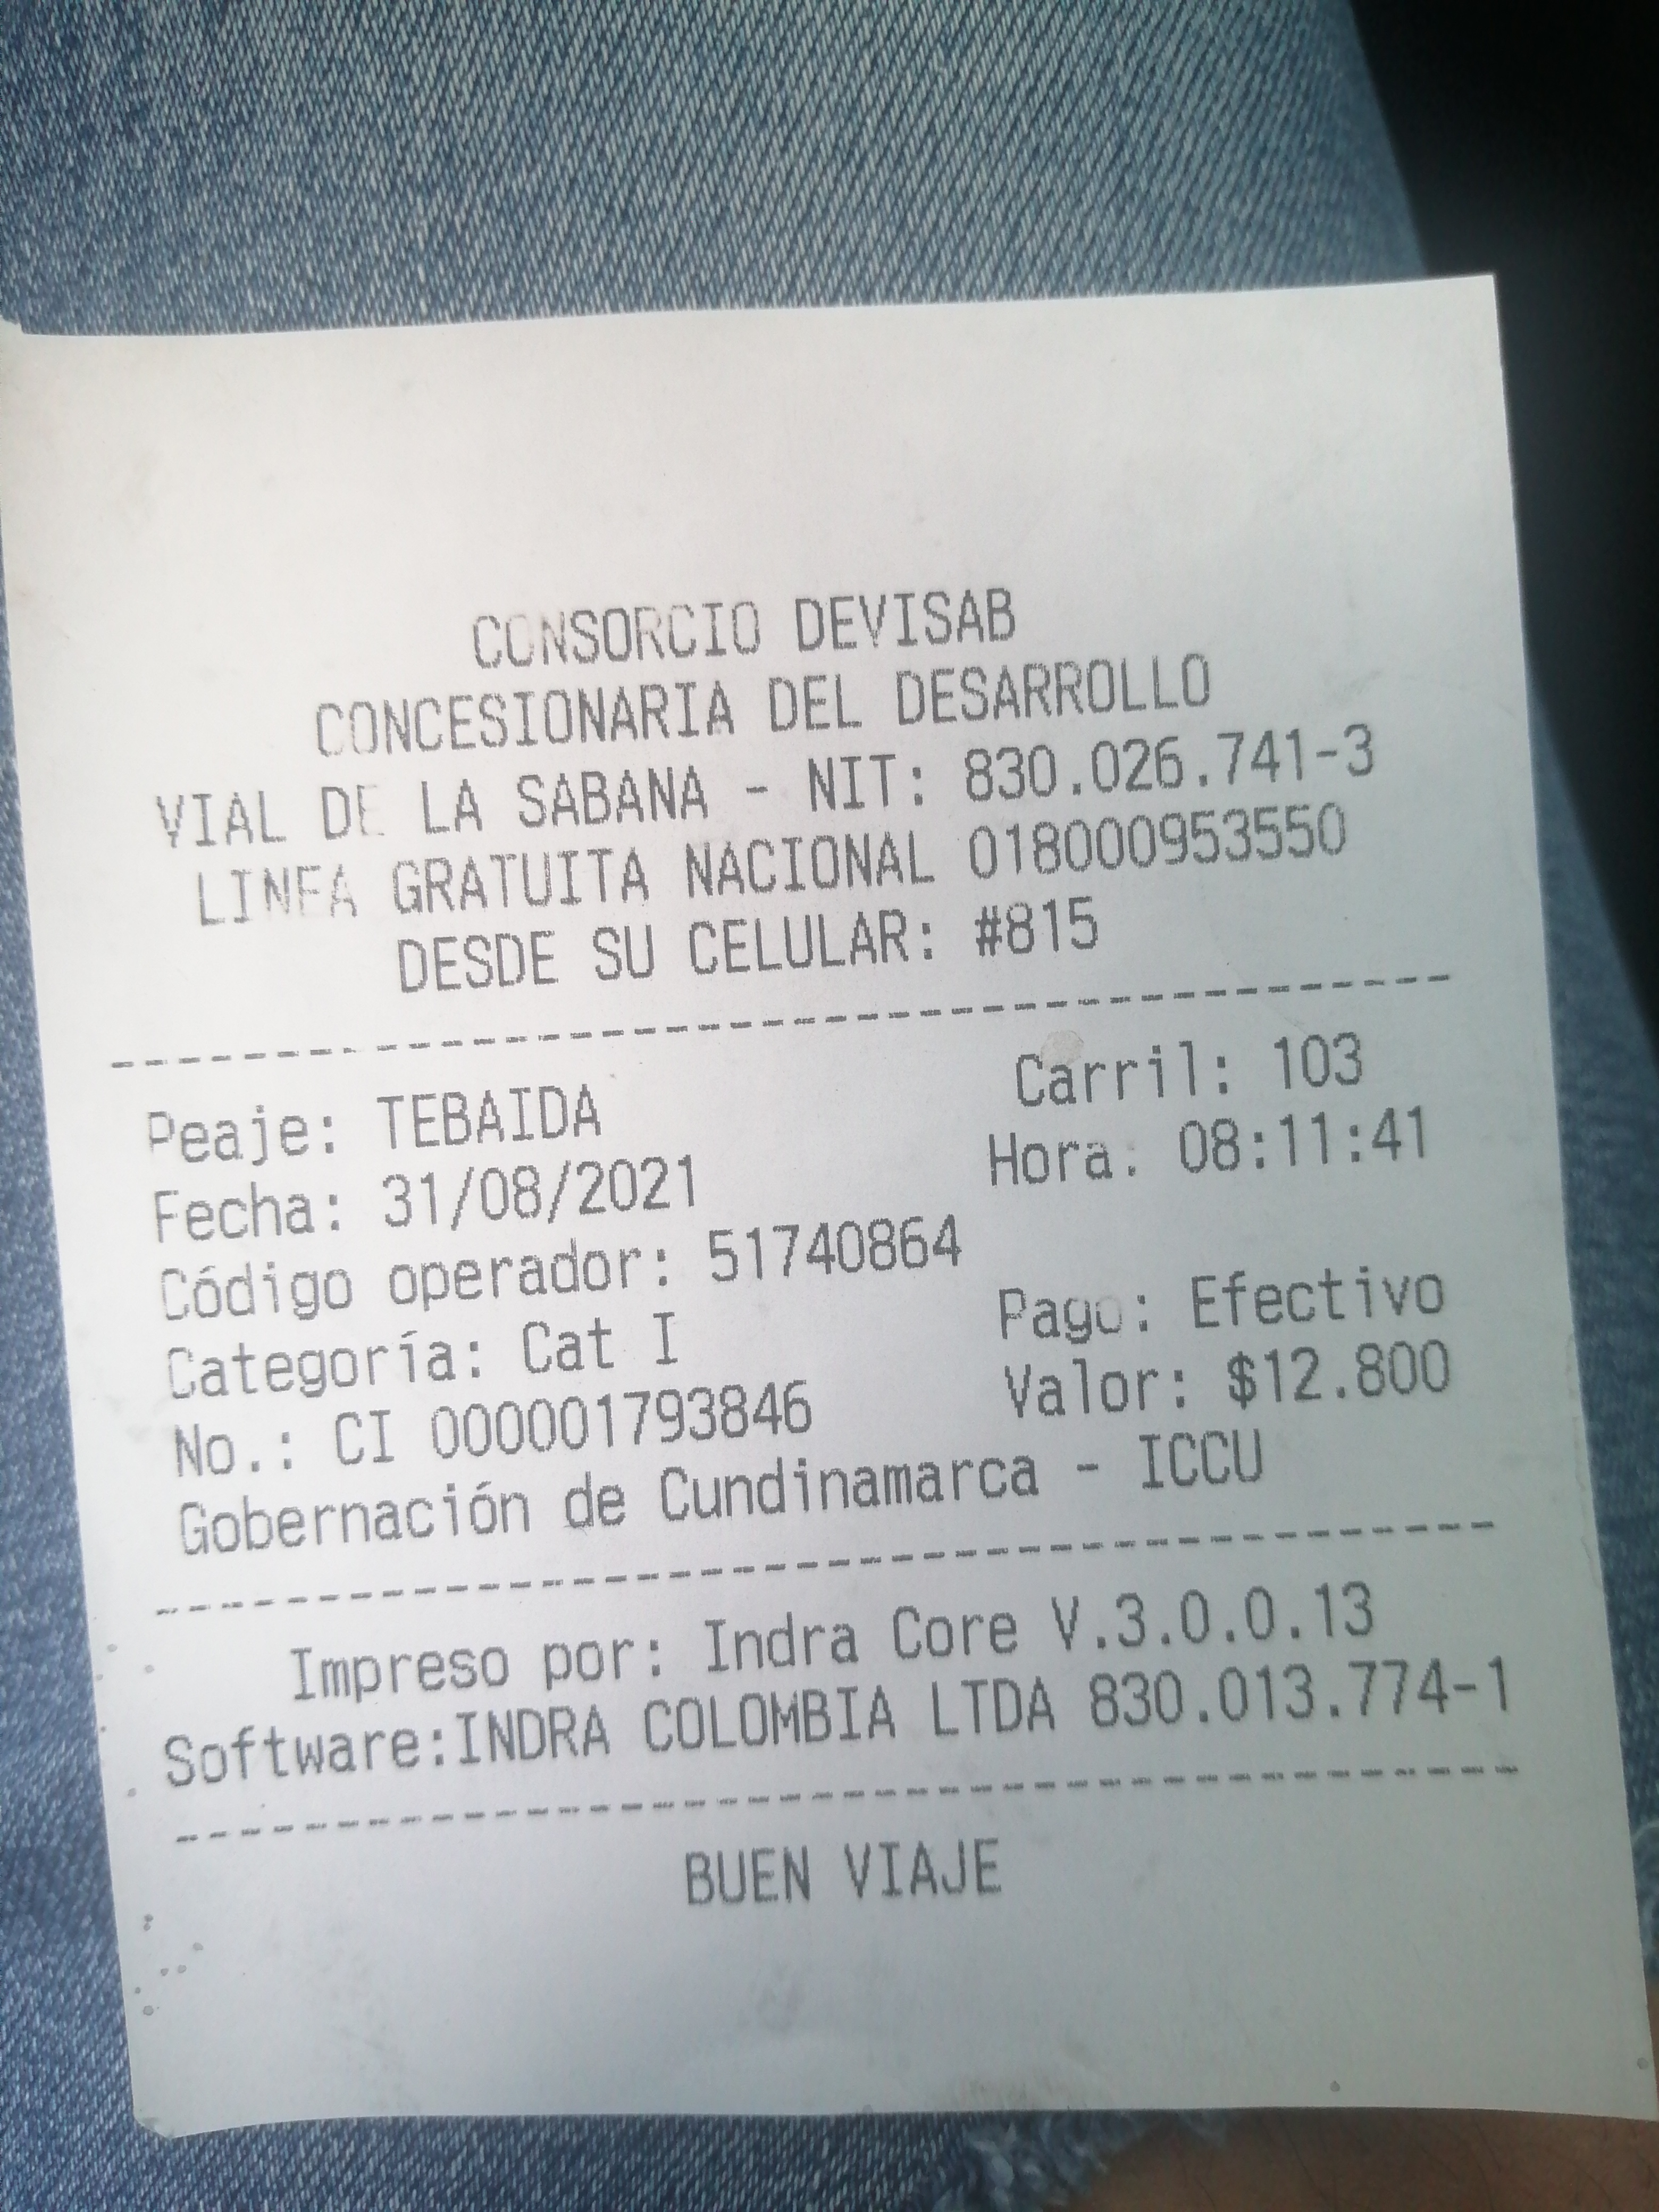 CONSORCIO DEVISAB
CONCESIONARIA DEL DESARROLLO
VIAL DE LA SABANA - NIT: 830.026.741-3
LINEA GRATUITA NACIONAL 018000953550
DESDE SU CELULAR: #815
Peaje: TEBAIDA Carril: 103
Fecha: 31/08/2021 Hora: 08:11:41
Código operador: 51740864
Categoría: Cat I Pago: Efectivo
No.: CI 000001793846 Valor: $12.800
Gobernación de Cundinamarca - ICCU
Impreso por: Indra Core V.3.0.0.13
Software:INDRA COLOMBIA LTDA 830.013.774-1
BUEN VIAJE